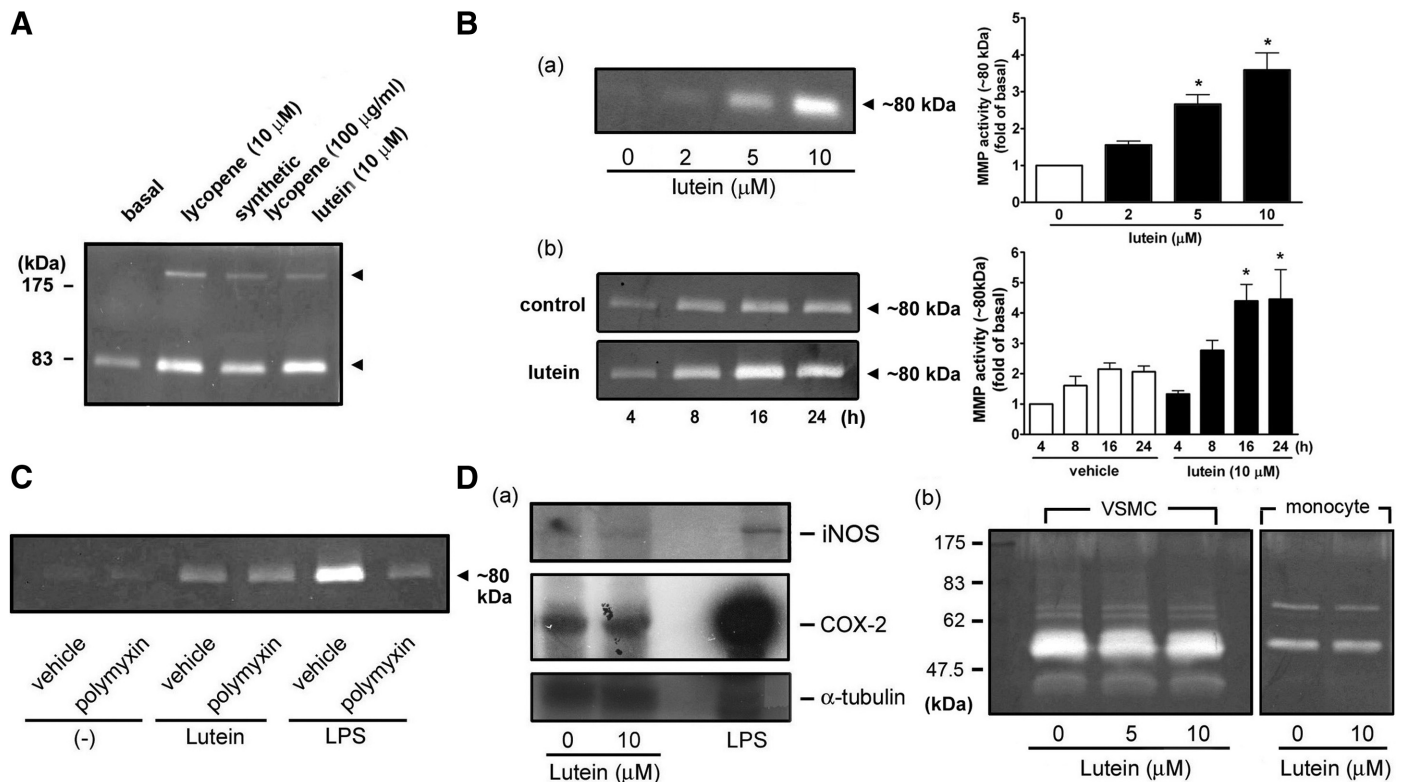 A
basal
lycopene (10 μM)
synthetic
lycopene (100 μg/ml)
lutein (10 μM)
(kDa)
175
83
B
(a)
~80 kDa
0 2 5 10
lutein (μM)
MMP activity (~80 kDa)
(fold of basal)
5
4
3
2
1
0
0 2 5 10
lutein (μM)
*
*
(b)
control
~80 kDa
lutein
~80 kDa
4 8 16 24 (h)
MMP activity (~80kDa)
(fold of basal)
6
5
4
3
2
1
0
*
*
4 8 16 24 4 8 16 24 (h)
vehicle lutein (10 μM)
C
~80
kDa
vehicle
polymyxin
vehicle
polymyxin
vehicle
polymyxin
(-) Lutein LPS
D
(a)
iNOS
COX-2
α-tubulin
0 10 LPS
Lutein (μM)
(b)
VSMC monocyte
175
83
62
47.5
(kDa)
0 5 10 0 10
Lutein (μM) Lutein (μM)